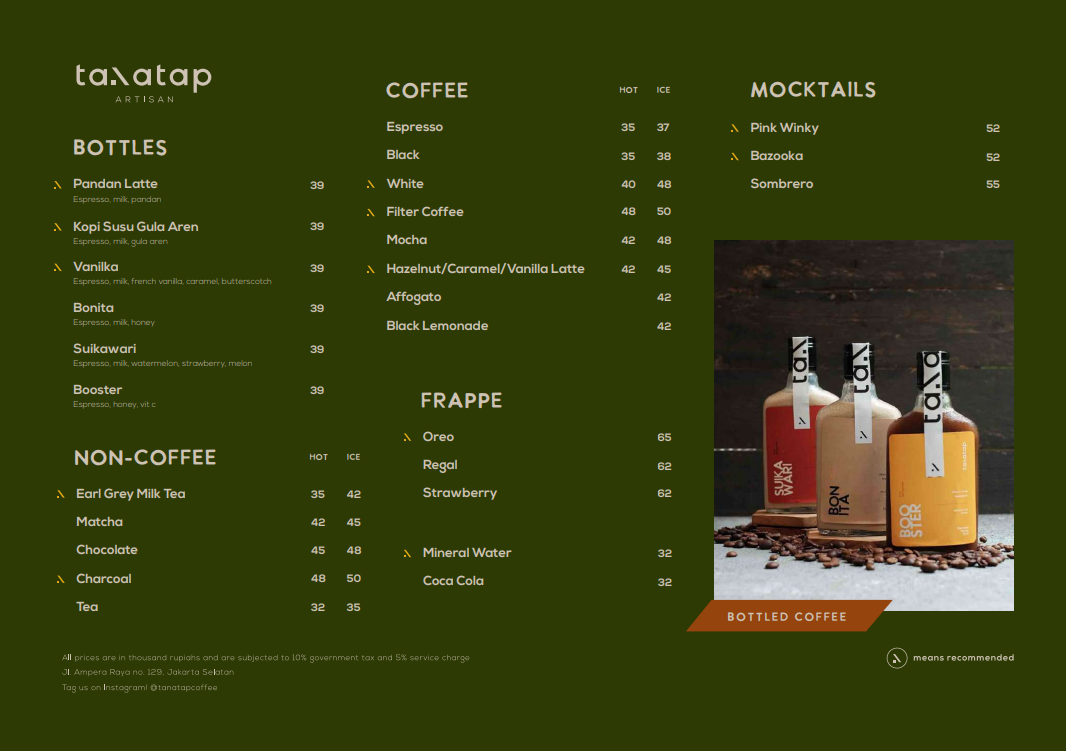 taxatap
ARTISAN
BOTTLES
Pandan Latte 39
Espresso, milk, pandan
Kopi Susu Gula Aren 39
Espresso, milk, gula aren
Vanilka 39
Espresso, milk, french vanilla, caramel, butterscotch
Bonita 39
Espresso, milk, honey
Suikawari 39
Espresso, milk, watermelon, strawberry, melon
Booster 39
Espresso, honey, vit c
NON-COFFEE HOT ICE
Earl Grey Milk Tea 35 42
Matcha 42 45
Chocolate 45 48
Charcoal 48 50
Tea 32 35
COFFEE HOT ICE
Espresso 35 37
Black 35 38
White 40 48
Filter Coffee 48 50
Mocha 42 48
Hazelnut/Caramel/Vanilla Latte 42 45
Affogato 42
Black Lemonade 42
FRAPPE
Oreo 65
Regal 62
Strawberry 62
Mineral Water 32
Coca Cola 32
MOCKTAILS
Pink Winky 52
Bazooka 52
Sombrero 55
SUIKA
WARI
BON
ITA
BOO
STER
BOTTLED COFFEE
means recommended
All prices are in thousand rupiahs and are subjected to 10% government tax and 5% service charge
Jl. Ampera Raya no. 129, Jakarta Selatan
Tag us on Instagram! @tanatapcoffee